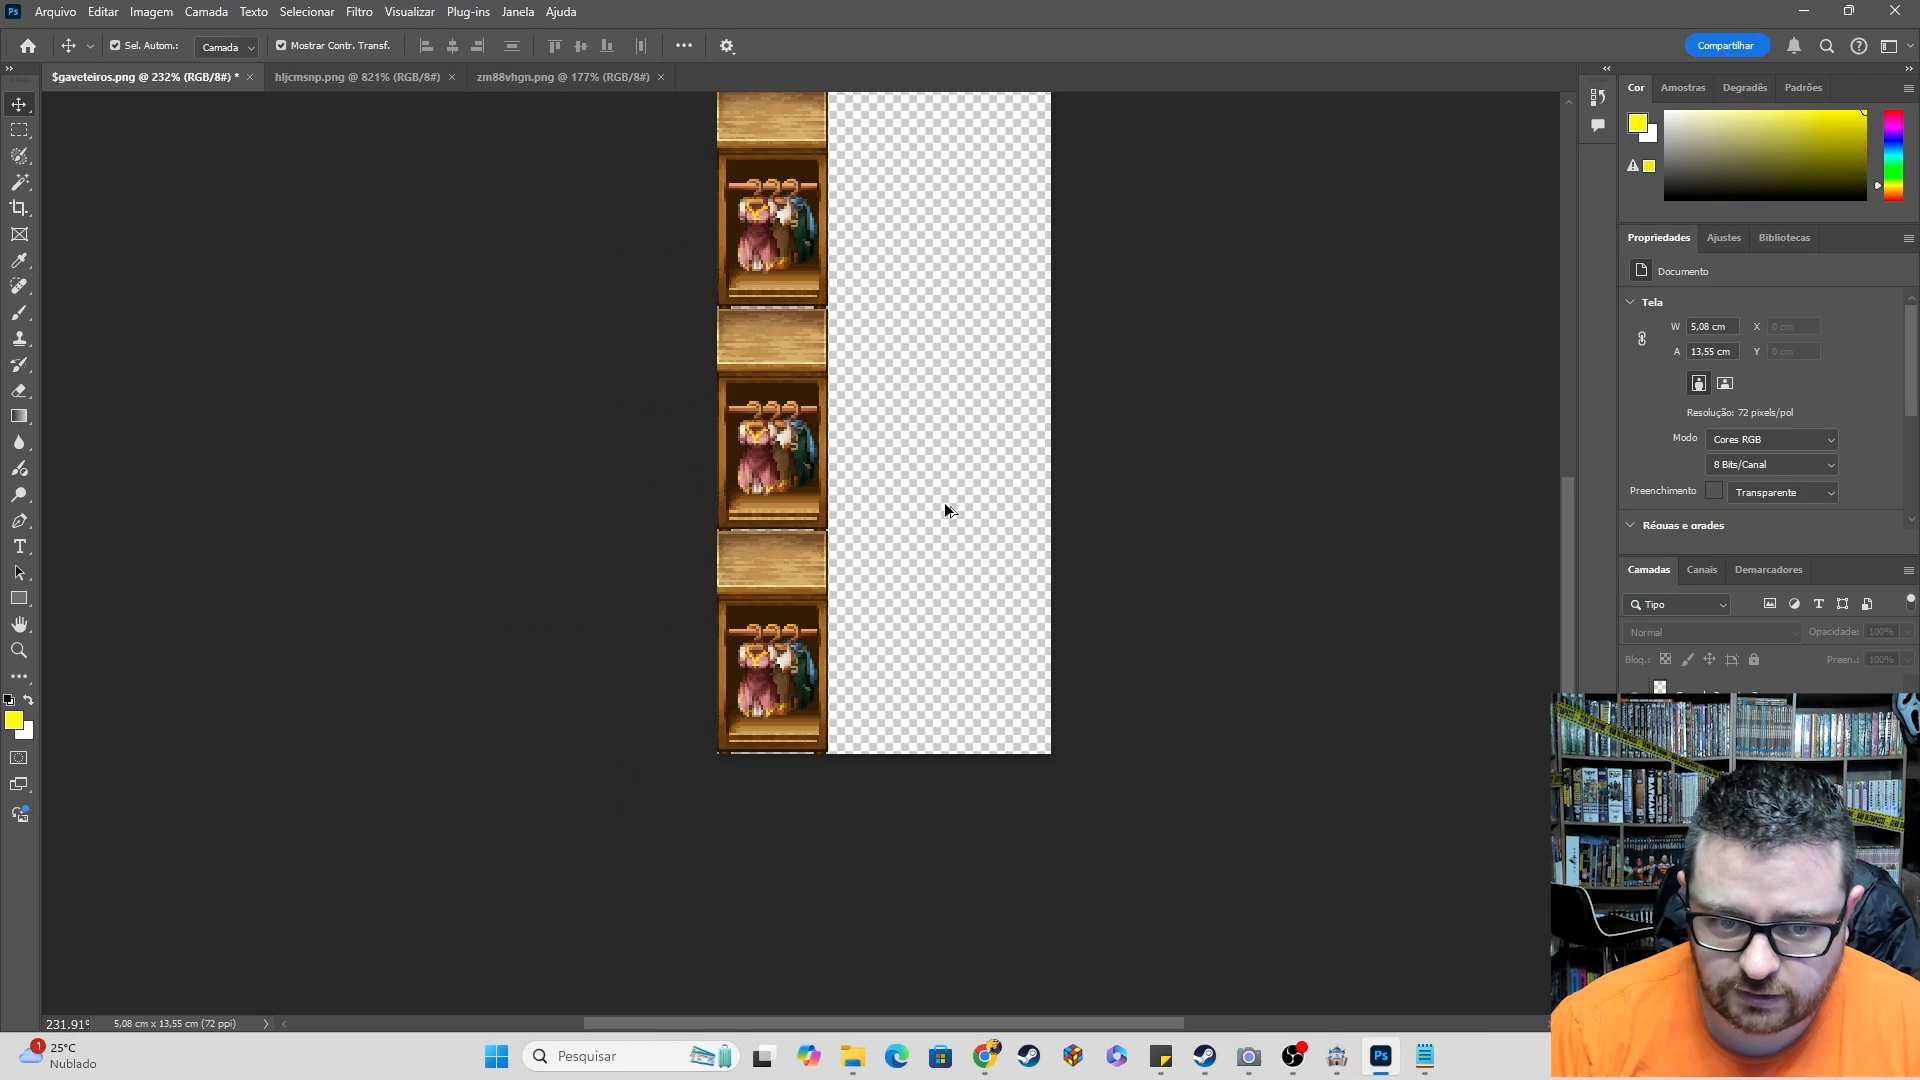 Ps Arquivo Editar Imagem Camada Texto Selecionar Filtro Visualizar Plug-ins Janela Ajuda
Sel. Autom.: Camada Mostrar Contr. Transf. Compartilhar
$gaveteiros.png @ 232% (RGB/8#) * hljcmsnp.png @ 821% (RGB/8#) zm88vhgn.png @ 177% (RGB/8#)
Cor Amostras Degradês Padrões
Propriedades Ajustes Bibliotecas
Documento
Tela
W 5,08 cm X 0 cm
A 13,55 cm Y 0 cm
Resolução: 72 pixels/pol
Modo Cores RGB
8 Bits/Canal
Preenchimento Transparente
Réguas e grades
Camadas Canais Demarcadores
Tipo
Normal Opacidade: 100%
Bloq.: Preen.: 100%
231.91% 5,08 cm x 13,55 cm (72 ppi)
1 25°C
Nublado
Pesquisar
Ps